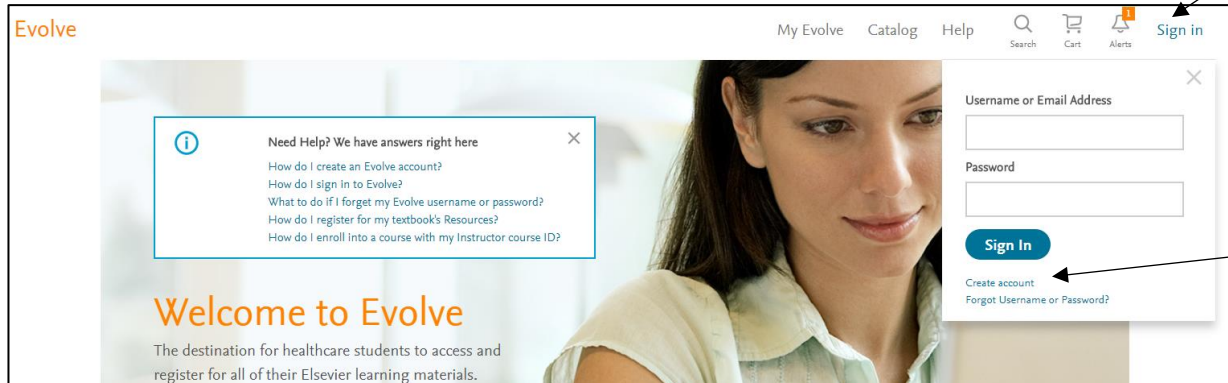 Evolve
My Evolve Catalog Help Search Cart 1 Alerts Sign in
Need Help? We have answers right here
How do I create an Evolve account?
How do I sign in to Evolve?
What to do if I forget my Evolve username or password?
How do I register for my textbook's Resources?
How do I enroll into a course with my Instructor course ID?
Username or Email Address
Password
Sign In
Create account
Forgot Username or Password?
Welcome to Evolve
The destination for healthcare students to access and
register for all of their Elsevier learning materials.